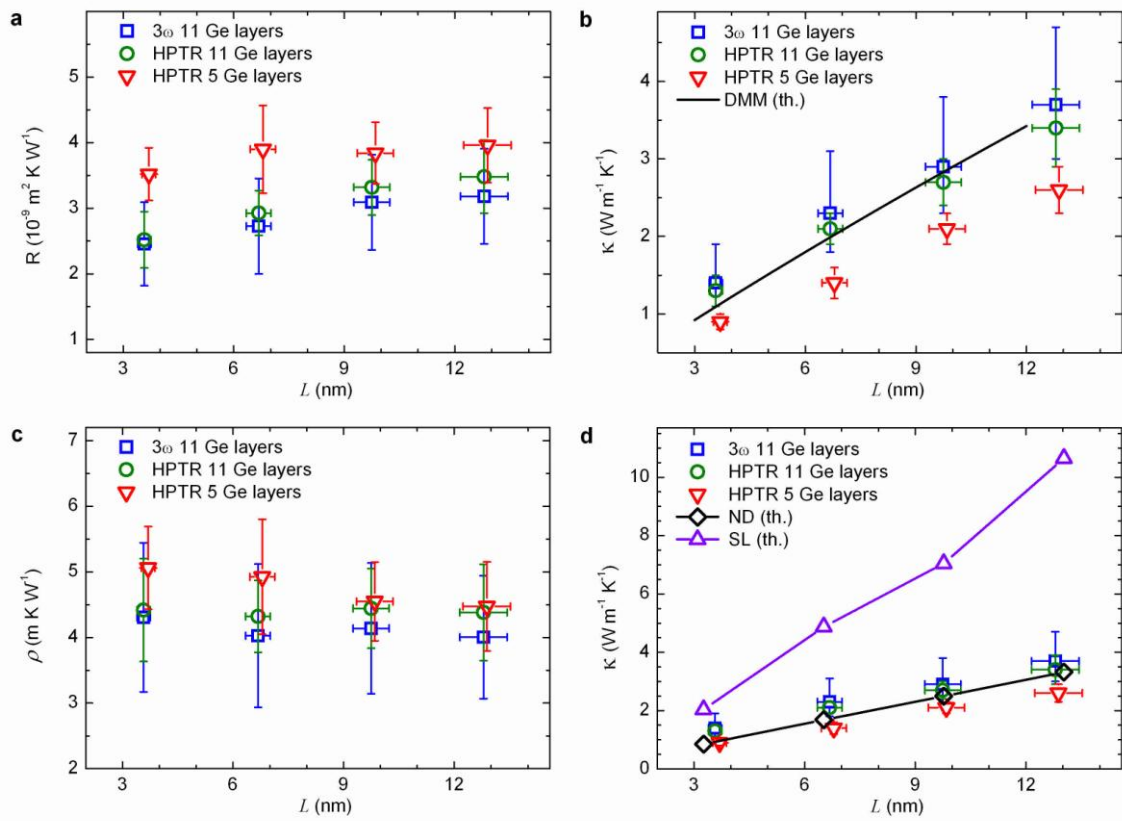 a
3ω 11 Ge layers
HPTR 11 Ge layers
HPTR 5 Ge layers
R (10⁻⁹ m² K W⁻¹)
5
4
3
2
1
3 6 9 12
L (nm)
b
3ω 11 Ge layers
HPTR 11 Ge layers
HPTR 5 Ge layers
DMM (th.)
κ (W m⁻¹ K⁻¹)
4
3
2
1
3 6 9 12
L (nm)
c
3ω 11 Ge layers
HPTR 11 Ge layers
HPTR 5 Ge layers
ρ (m K W⁻¹)
7
6
5
4
3
2
3 6 9 12
L (nm)
d
3ω 11 Ge layers
HPTR 11 Ge layers
HPTR 5 Ge layers
ND (th.)
SL (th.)
κ (W m⁻¹ K⁻¹)
10
8
6
4
2
0
3 6 9 12
L (nm)